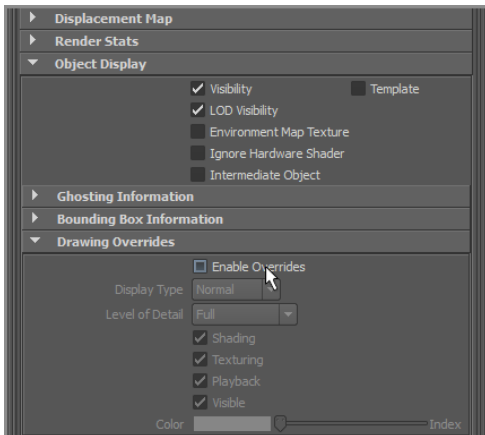 Displacement Map
Render Stats
Object Display
Visibility Template
LOD Visibility
Environment Map Texture
Ignore Hardware Shader
Intermediate Object
Ghosting Information
Bounding Box Information
Drawing Overrides
Enable Overrides
Display Type Normal
Level of Detail Full
Shading
Texturing
Playback
Visible
Color Index